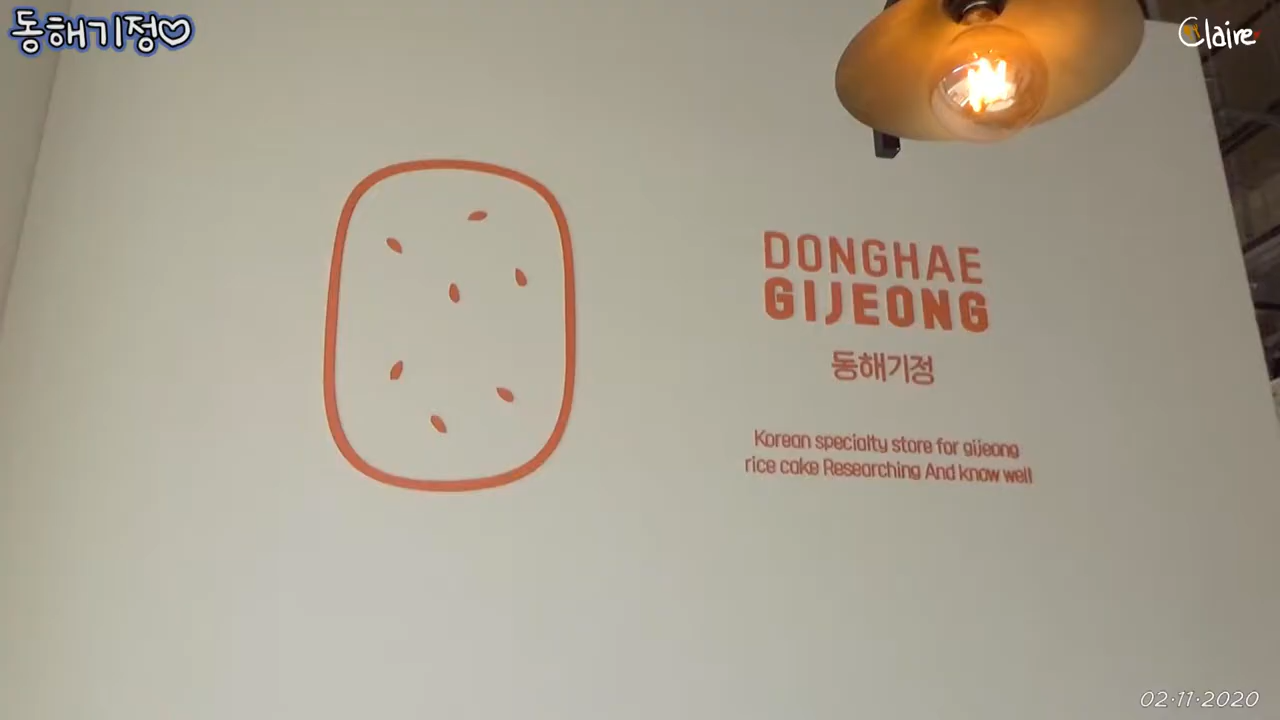 동해기정♡
Claire
DONGHAE
GIJEONG
동해기정
Korean specialty store for gijeong
rice cake Researching And know well
02·11·2020